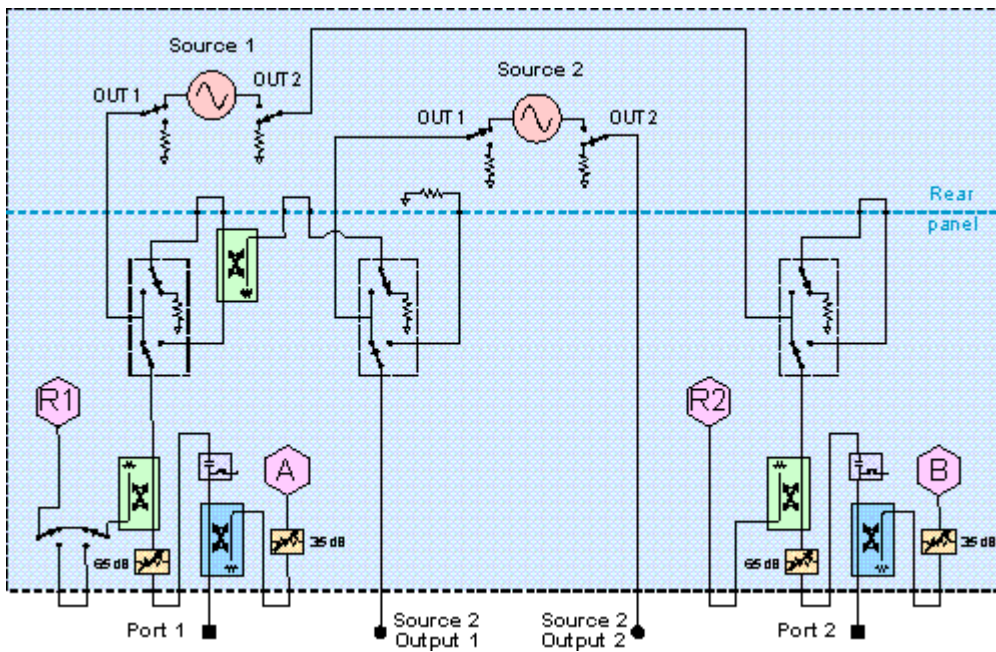 Source 1
OUT 1
OUT 2
Source 2
OUT 1
OUT 2
Rear
panel
R1
R2
A
B
65 dB
35 dB
65 dB
35 dB
Port 1
Source 2
Output 1
Source 2
Output 2
Port 2